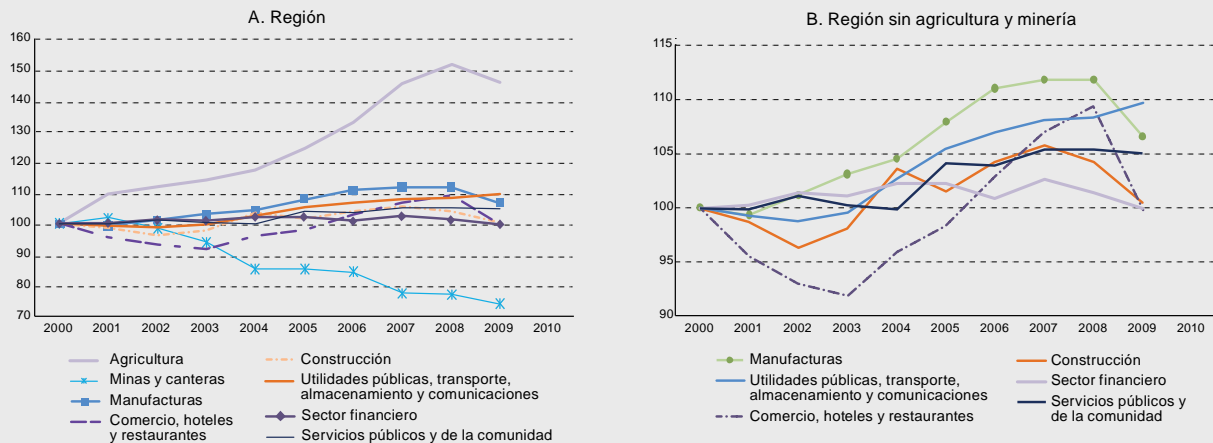 A. Región
160
150
140
130
120
110
100
90
80
70
2000 2001 2002 2003 2004 2005 2006 2007 2008 2009 2010
Agricultura
Minas y canteras
Manufacturas
Comercio, hoteles
y restaurantes
Construcción
Utilidades públicas, transporte,
almacenamiento y comunicaciones
Sector financiero
Servicios públicos y de la comunidad
B. Región sin agricultura y minería
115
110
105
100
95
90
2000 2001 2002 2003 2004 2005 2006 2007 2008 2009 2010
Manufacturas
Utilidades públicas, transporte,
almacenamiento y comunicaciones
Comercio, hoteles y restaurantes
Construcción
Sector financiero
Servicios públicos y
de la comunidad